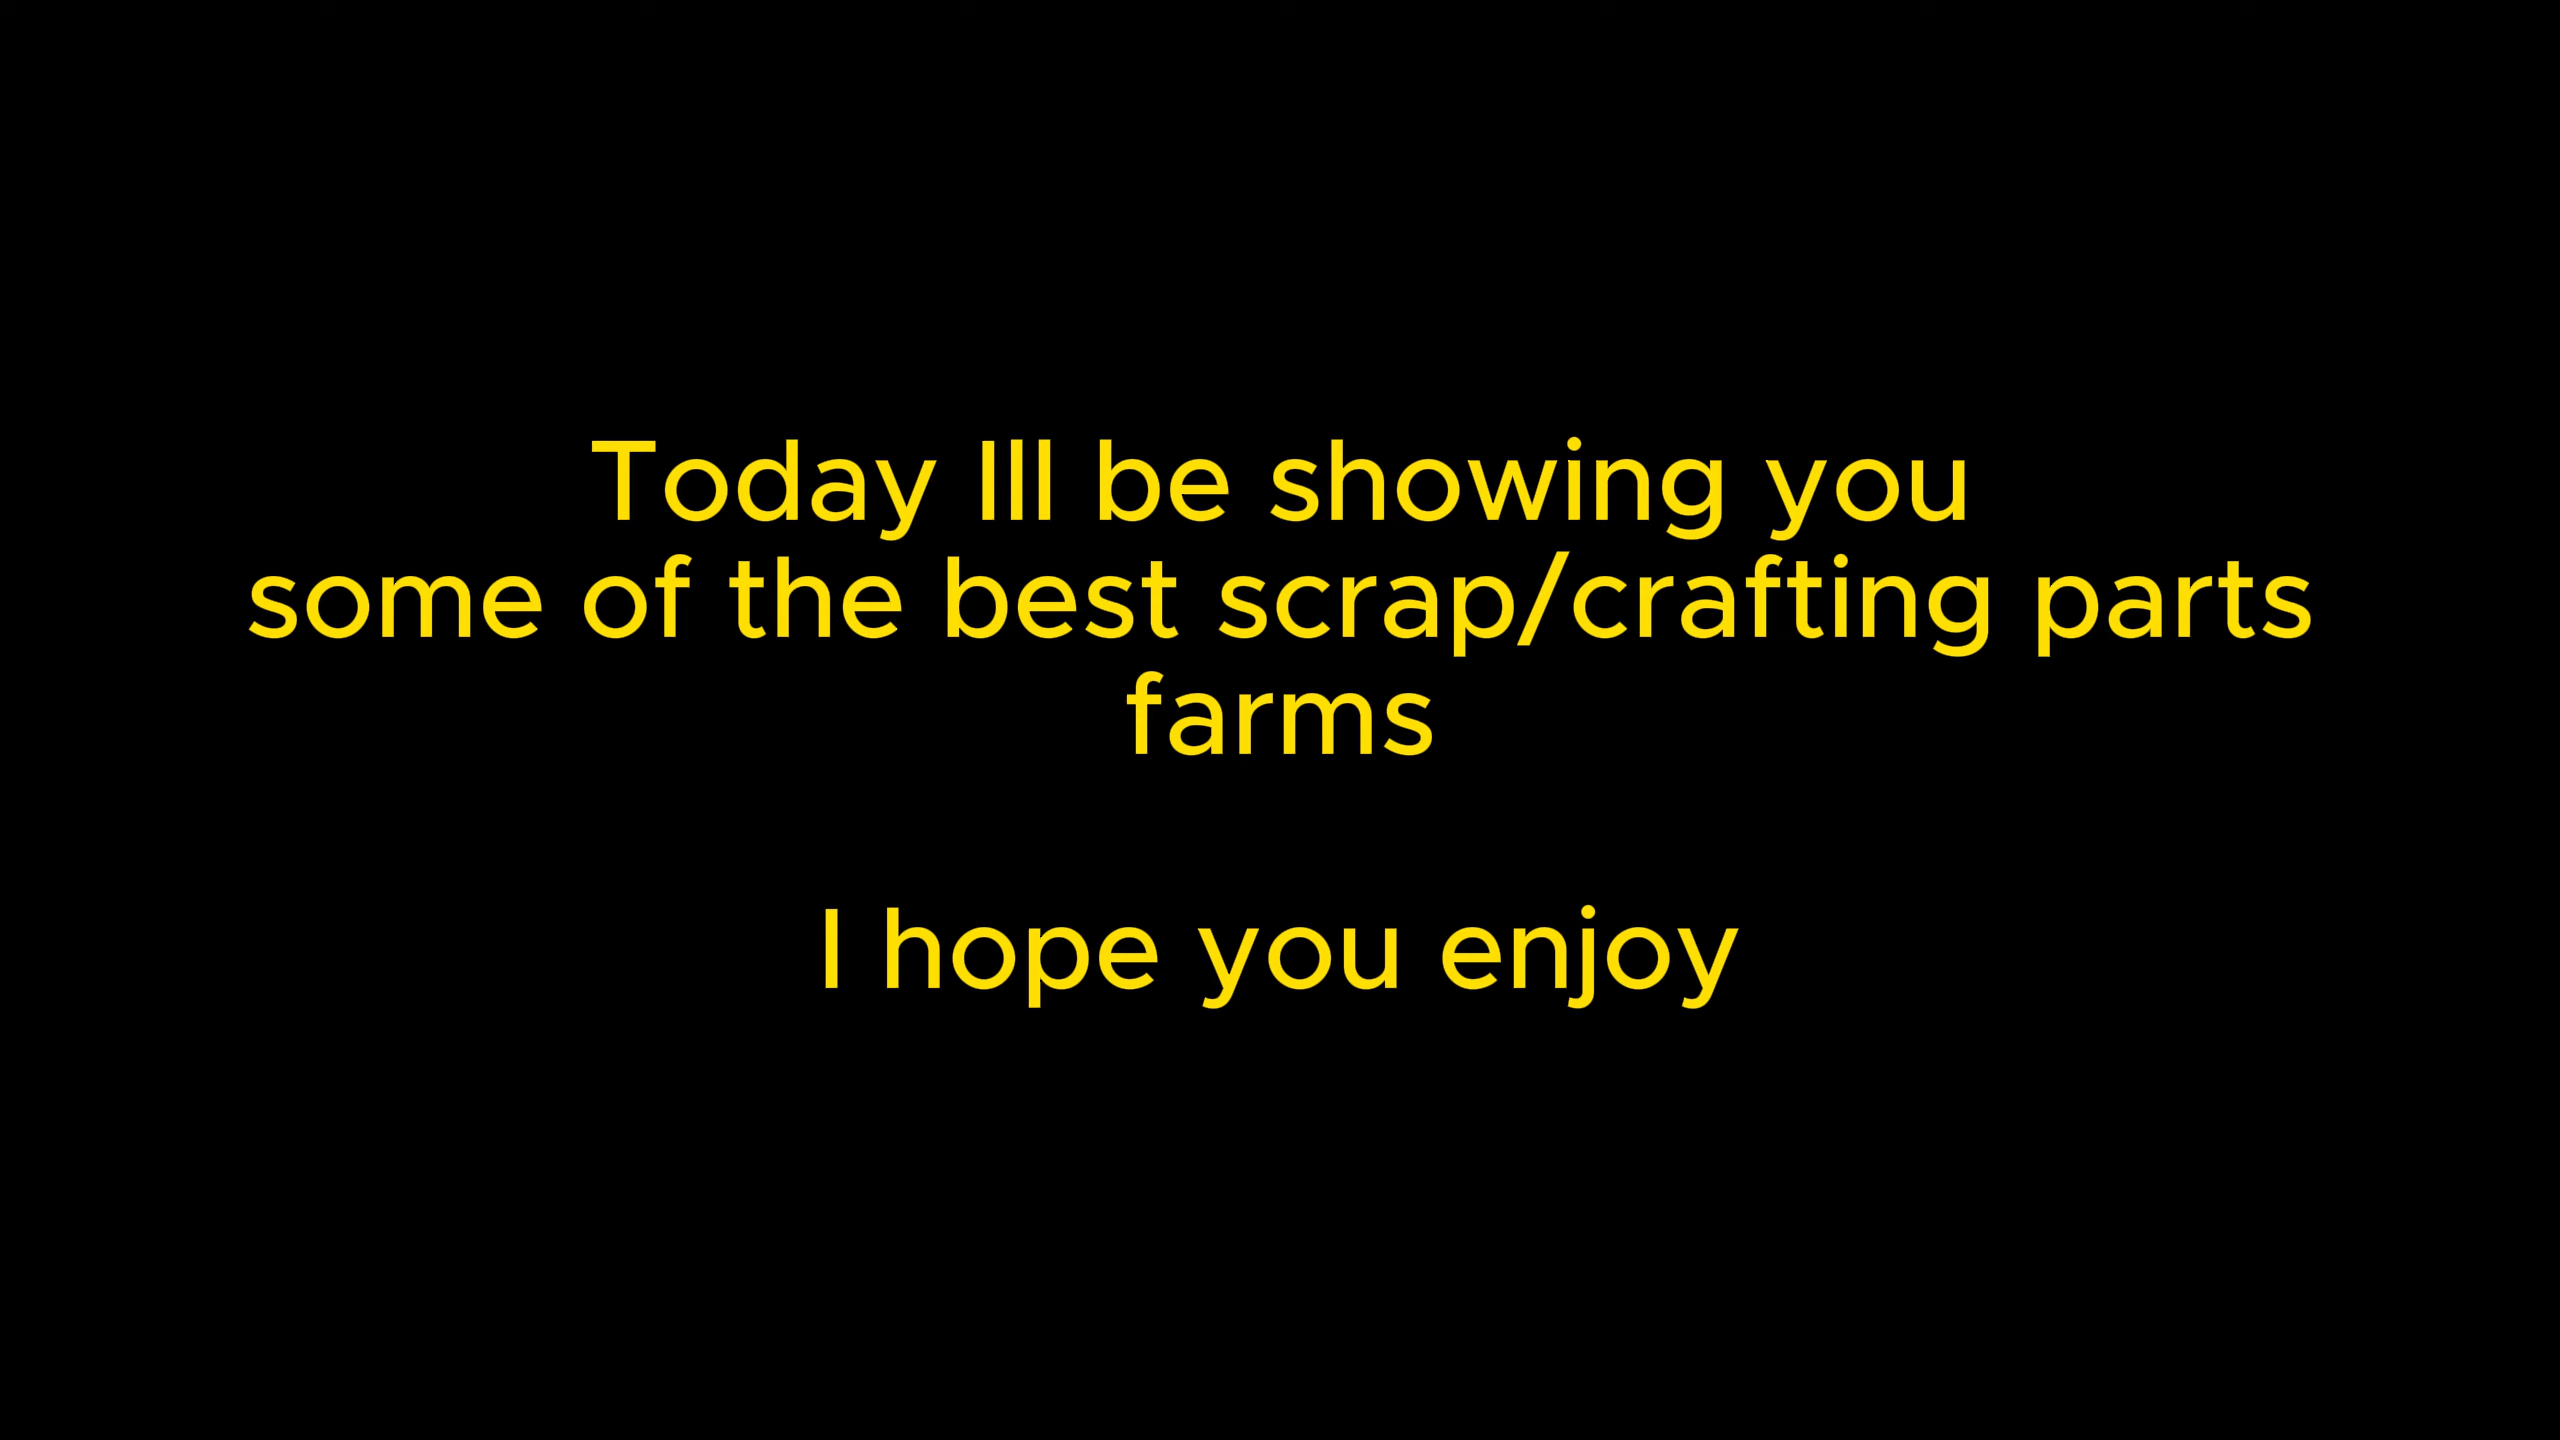 Today Ill be showing you
some of the best scrap/crafting parts
farms
I hope you enjoy